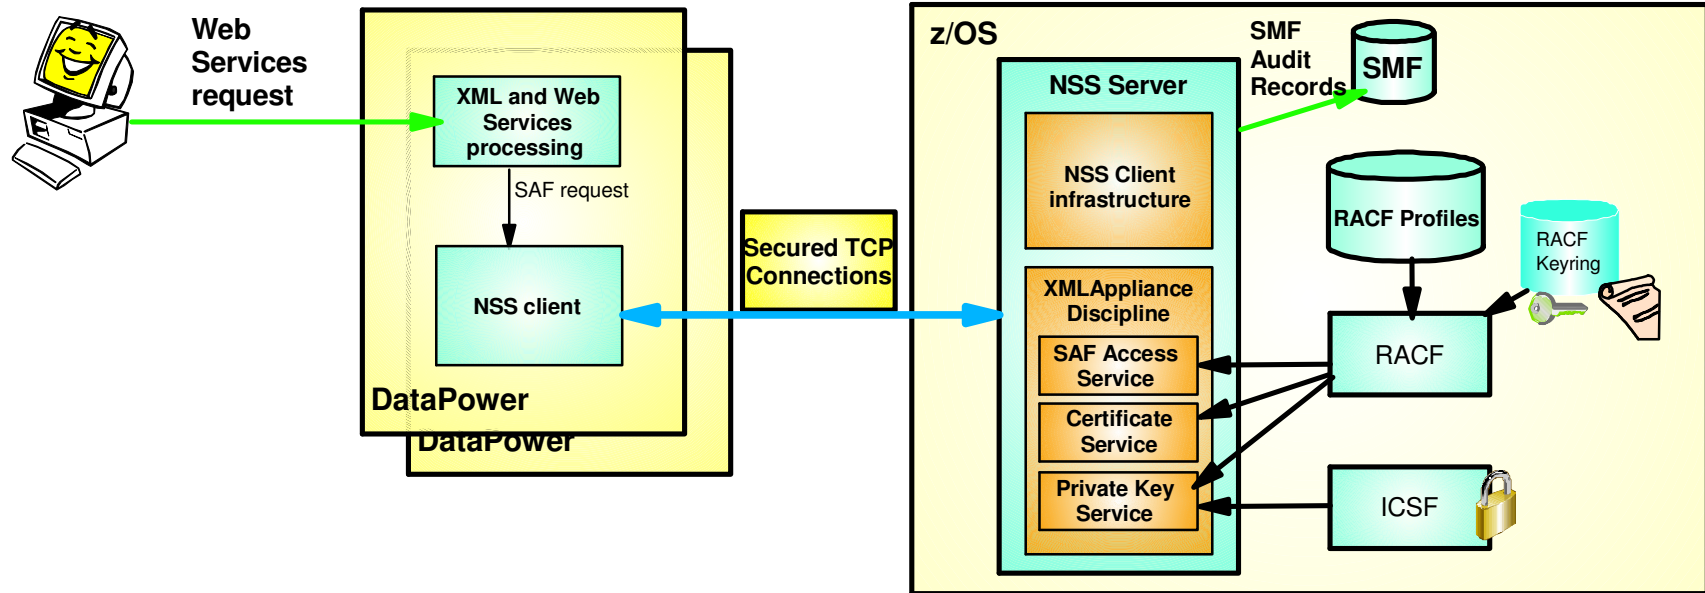 Web
Services
request
XML and Web
Services
processing
SAF request
NSS client
DataPower
DataPower
Secured TCP
Connections
z/OS
NSS Server
NSS Client
infrastructure
XMLAppliance
Discipline
SAF Access
Service
Certificate
Service
Private Key
Service
SMF
Audit
Records
SMF
RACF Profiles
RACF
Keyring
RACF
ICSF